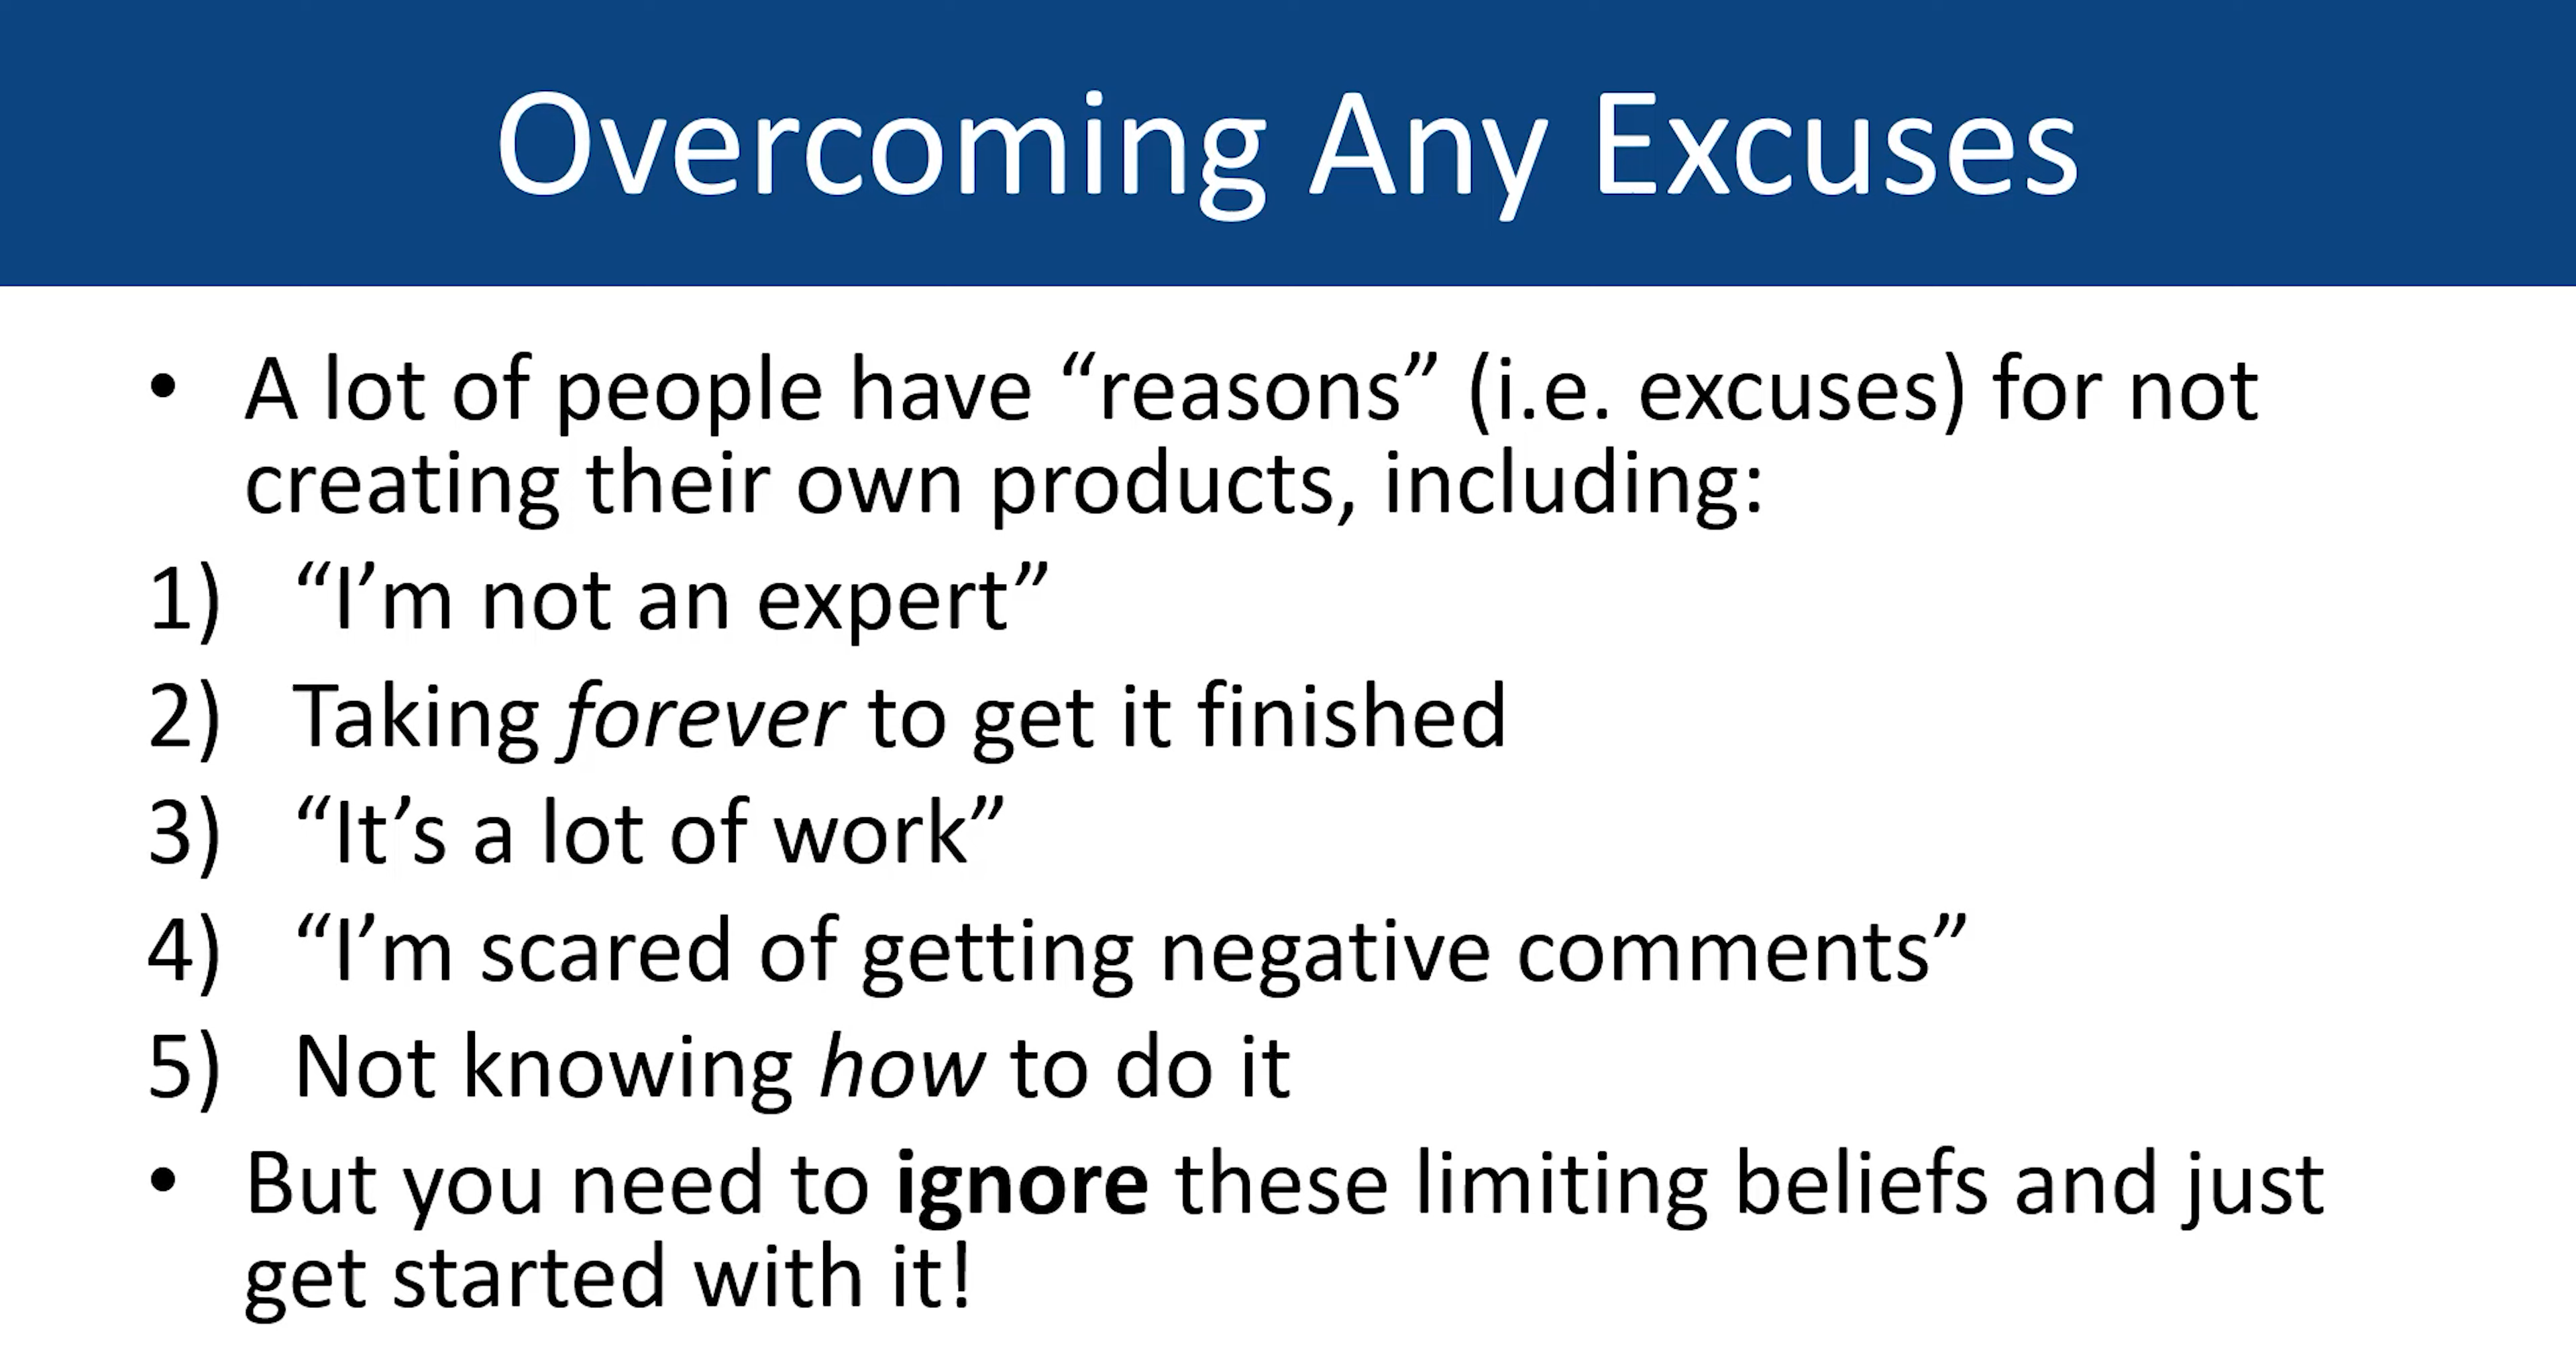 Overcoming Any Excuses
• A lot of people have “reasons” (i.e. excuses) for not
creating their own products, including:
1) “I’m not an expert”
2) Taking forever to get it finished
3) “It’s a lot of work”
4) “I’m scared of getting negative comments”
5) Not knowing how to do it
• But you need to ignore these limiting beliefs and just
get started with it!